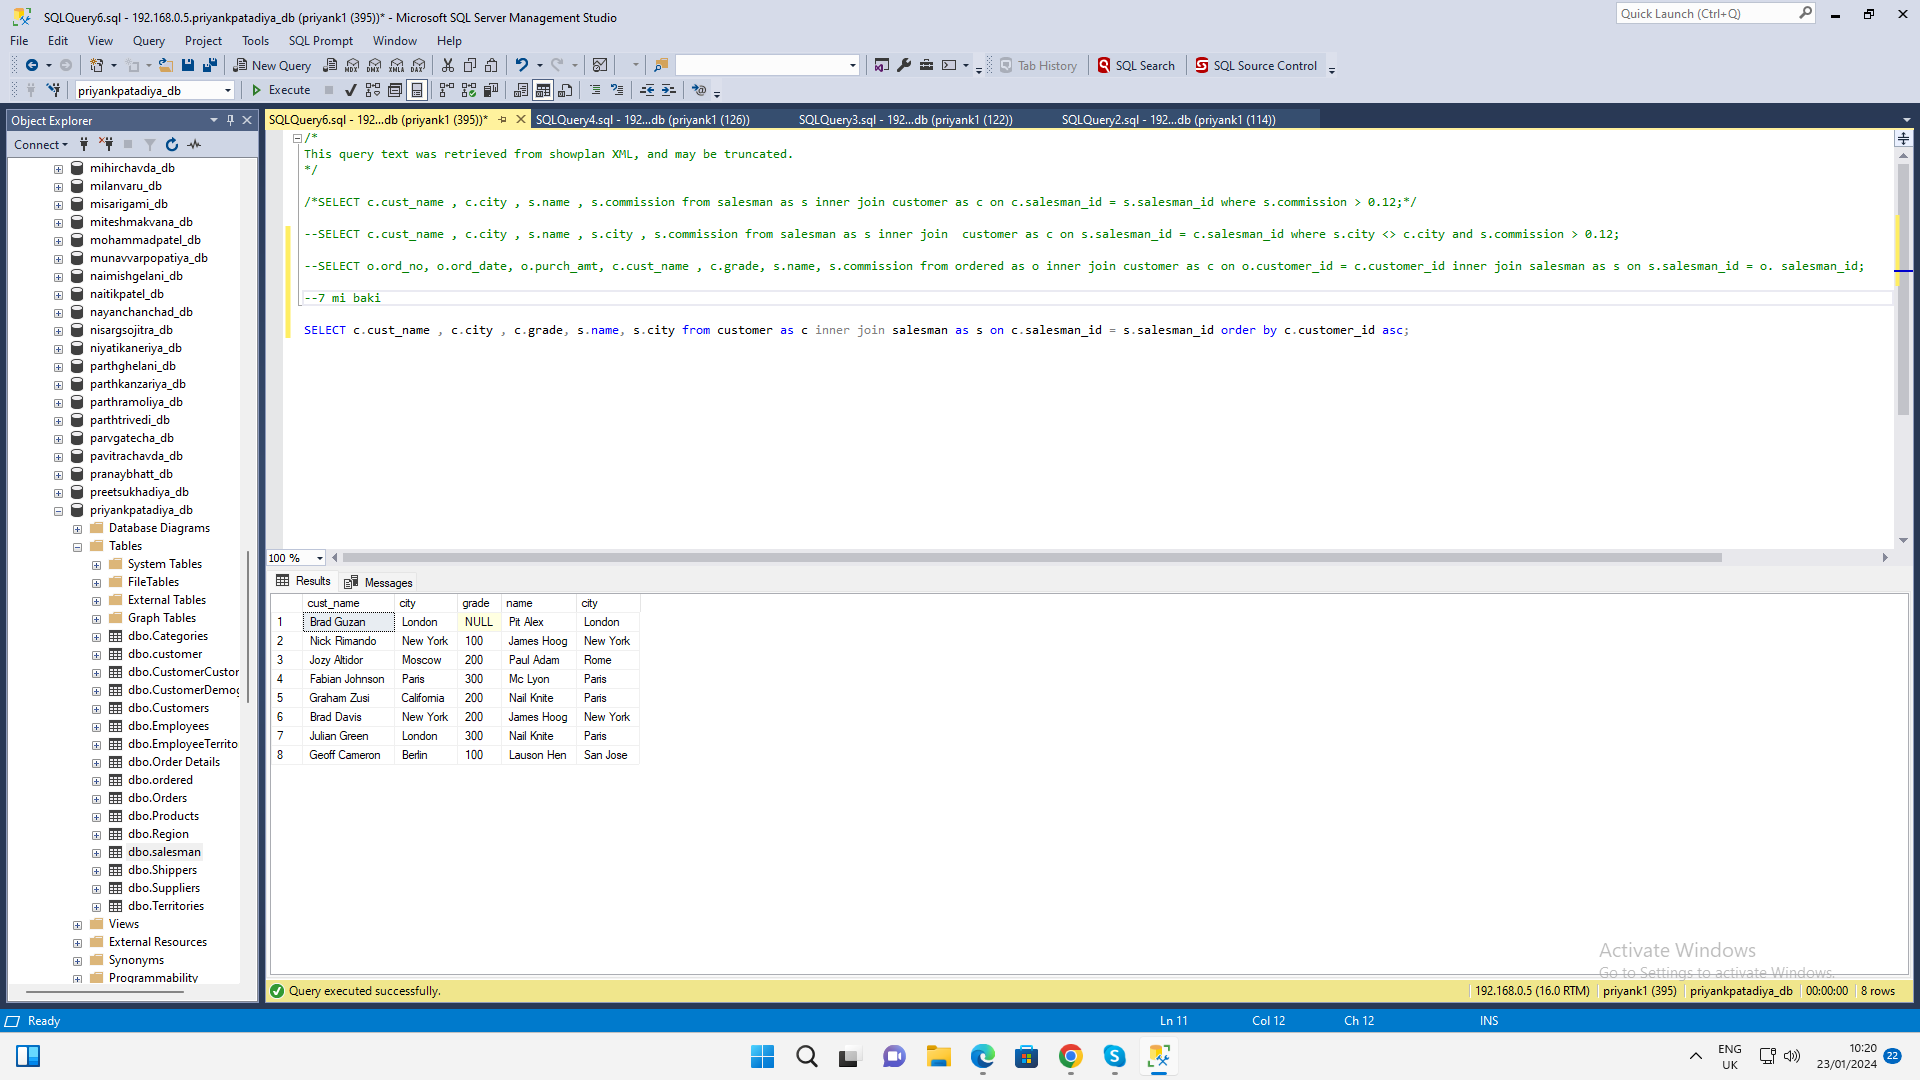 SQLQuery6.sql - 192.168.0.5.priyankpatadiya_db (priyank1 (395))* - Microsoft SQL Server Management Studio
Quick Launch (Ctrl+Q)
File Edit View Query Project Tools SQL Prompt Window Help
New Query MDX DMX XMLA DAX Tab History SQL Search SQL Source Control
priyankpatadiya_db Execute
Object Explorer
Connect
mihirchavda_db
milanvaru_db
misarigami_db
miteshmakvana_db
mohammadpatel_db
munavvarpopatiya_db
naimishgelani_db
naitikpatel_db
nayanchanchad_db
nisargsojitra_db
niyatikaneriya_db
parthghelani_db
parthkanzariya_db
parthramoliya_db
parthtrivedi_db
parvgatecha_db
pavitrachavda_db
pranaybhatt_db
preetsukhadiya_db
priyankpatadiya_db
Database Diagrams
Tables
System Tables
FileTables
External Tables
Graph Tables
dbo.Categories
dbo.customer
dbo.CustomerCustor
dbo.CustomerDemog
dbo.Customers
dbo.Employees
dbo.EmployeeTerrito
dbo.Order Details
dbo.ordered
dbo.Orders
dbo.Products
dbo.Region
dbo.salesman
dbo.Shippers
dbo.Suppliers
dbo.Territories
Views
External Resources
Synonyms
Programmability
SQLQuery6.sql - 192...db (priyank1 (395))* SQLQuery4.sql - 192...db (priyank1 (126)) SQLQuery3.sql - 192...db (priyank1 (122)) SQLQuery2.sql - 192...db (priyank1 (114))
/*
This query text was retrieved from showplan XML, and may be truncated.
*/
/*SELECT c.cust_name , c.city , s.name , s.commission from salesman as s inner join customer as c on c.salesman_id = s.salesman_id where s.commission > 0.12;*/
--SELECT c.cust_name , c.city , s.name , s.city , s.commission from salesman as s inner join  customer as c on s.salesman_id = c.salesman_id where s.city <> c.city and s.commission > 0.12;
--SELECT o.ord_no, o.ord_date, o.purch_amt, c.cust_name , c.grade, s.name, s.commission from ordered as o inner join customer as c on o.customer_id = c.customer_id inner join salesman as s on s.salesman_id = o. salesman_id;
--7 mi baki
SELECT c.cust_name , c.city , c.grade, s.name, s.city from customer as c inner join salesman as s on c.salesman_id = s.salesman_id order by c.customer_id asc;
100 %
Results Messages
cust_name city grade name city
1 Brad Guzan London NULL Pit Alex London
2 Nick Rimando New York 100 James Hoog New York
3 Jozy Altidor Moscow 200 Paul Adam Rome
4 Fabian Johnson Paris 300 Mc Lyon Paris
5 Graham Zusi California 200 Nail Knite Paris
6 Brad Davis New York 200 James Hoog New York
7 Julian Green London 300 Nail Knite Paris
8 Geoff Cameron Berlin 100 Lauson Hen San Jose
Activate Windows
Go to Settings to activate Windows.
Query executed successfully. 192.168.0.5 (16.0 RTM) priyank1 (395) priyankpatadiya_db 00:00:00 8 rows
Ready Ln 11 Col 12 Ch 12 INS
ENG
UK
10:20
23/01/2024
22